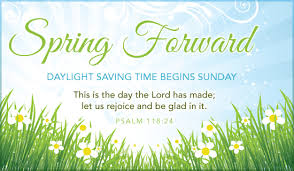 Spring Forward
DAYLIGHT SAVING TIME BEGINS SUNDAY
This is the day the Lord has made;
let us rejoice and be glad in it.
PSALM 118:24